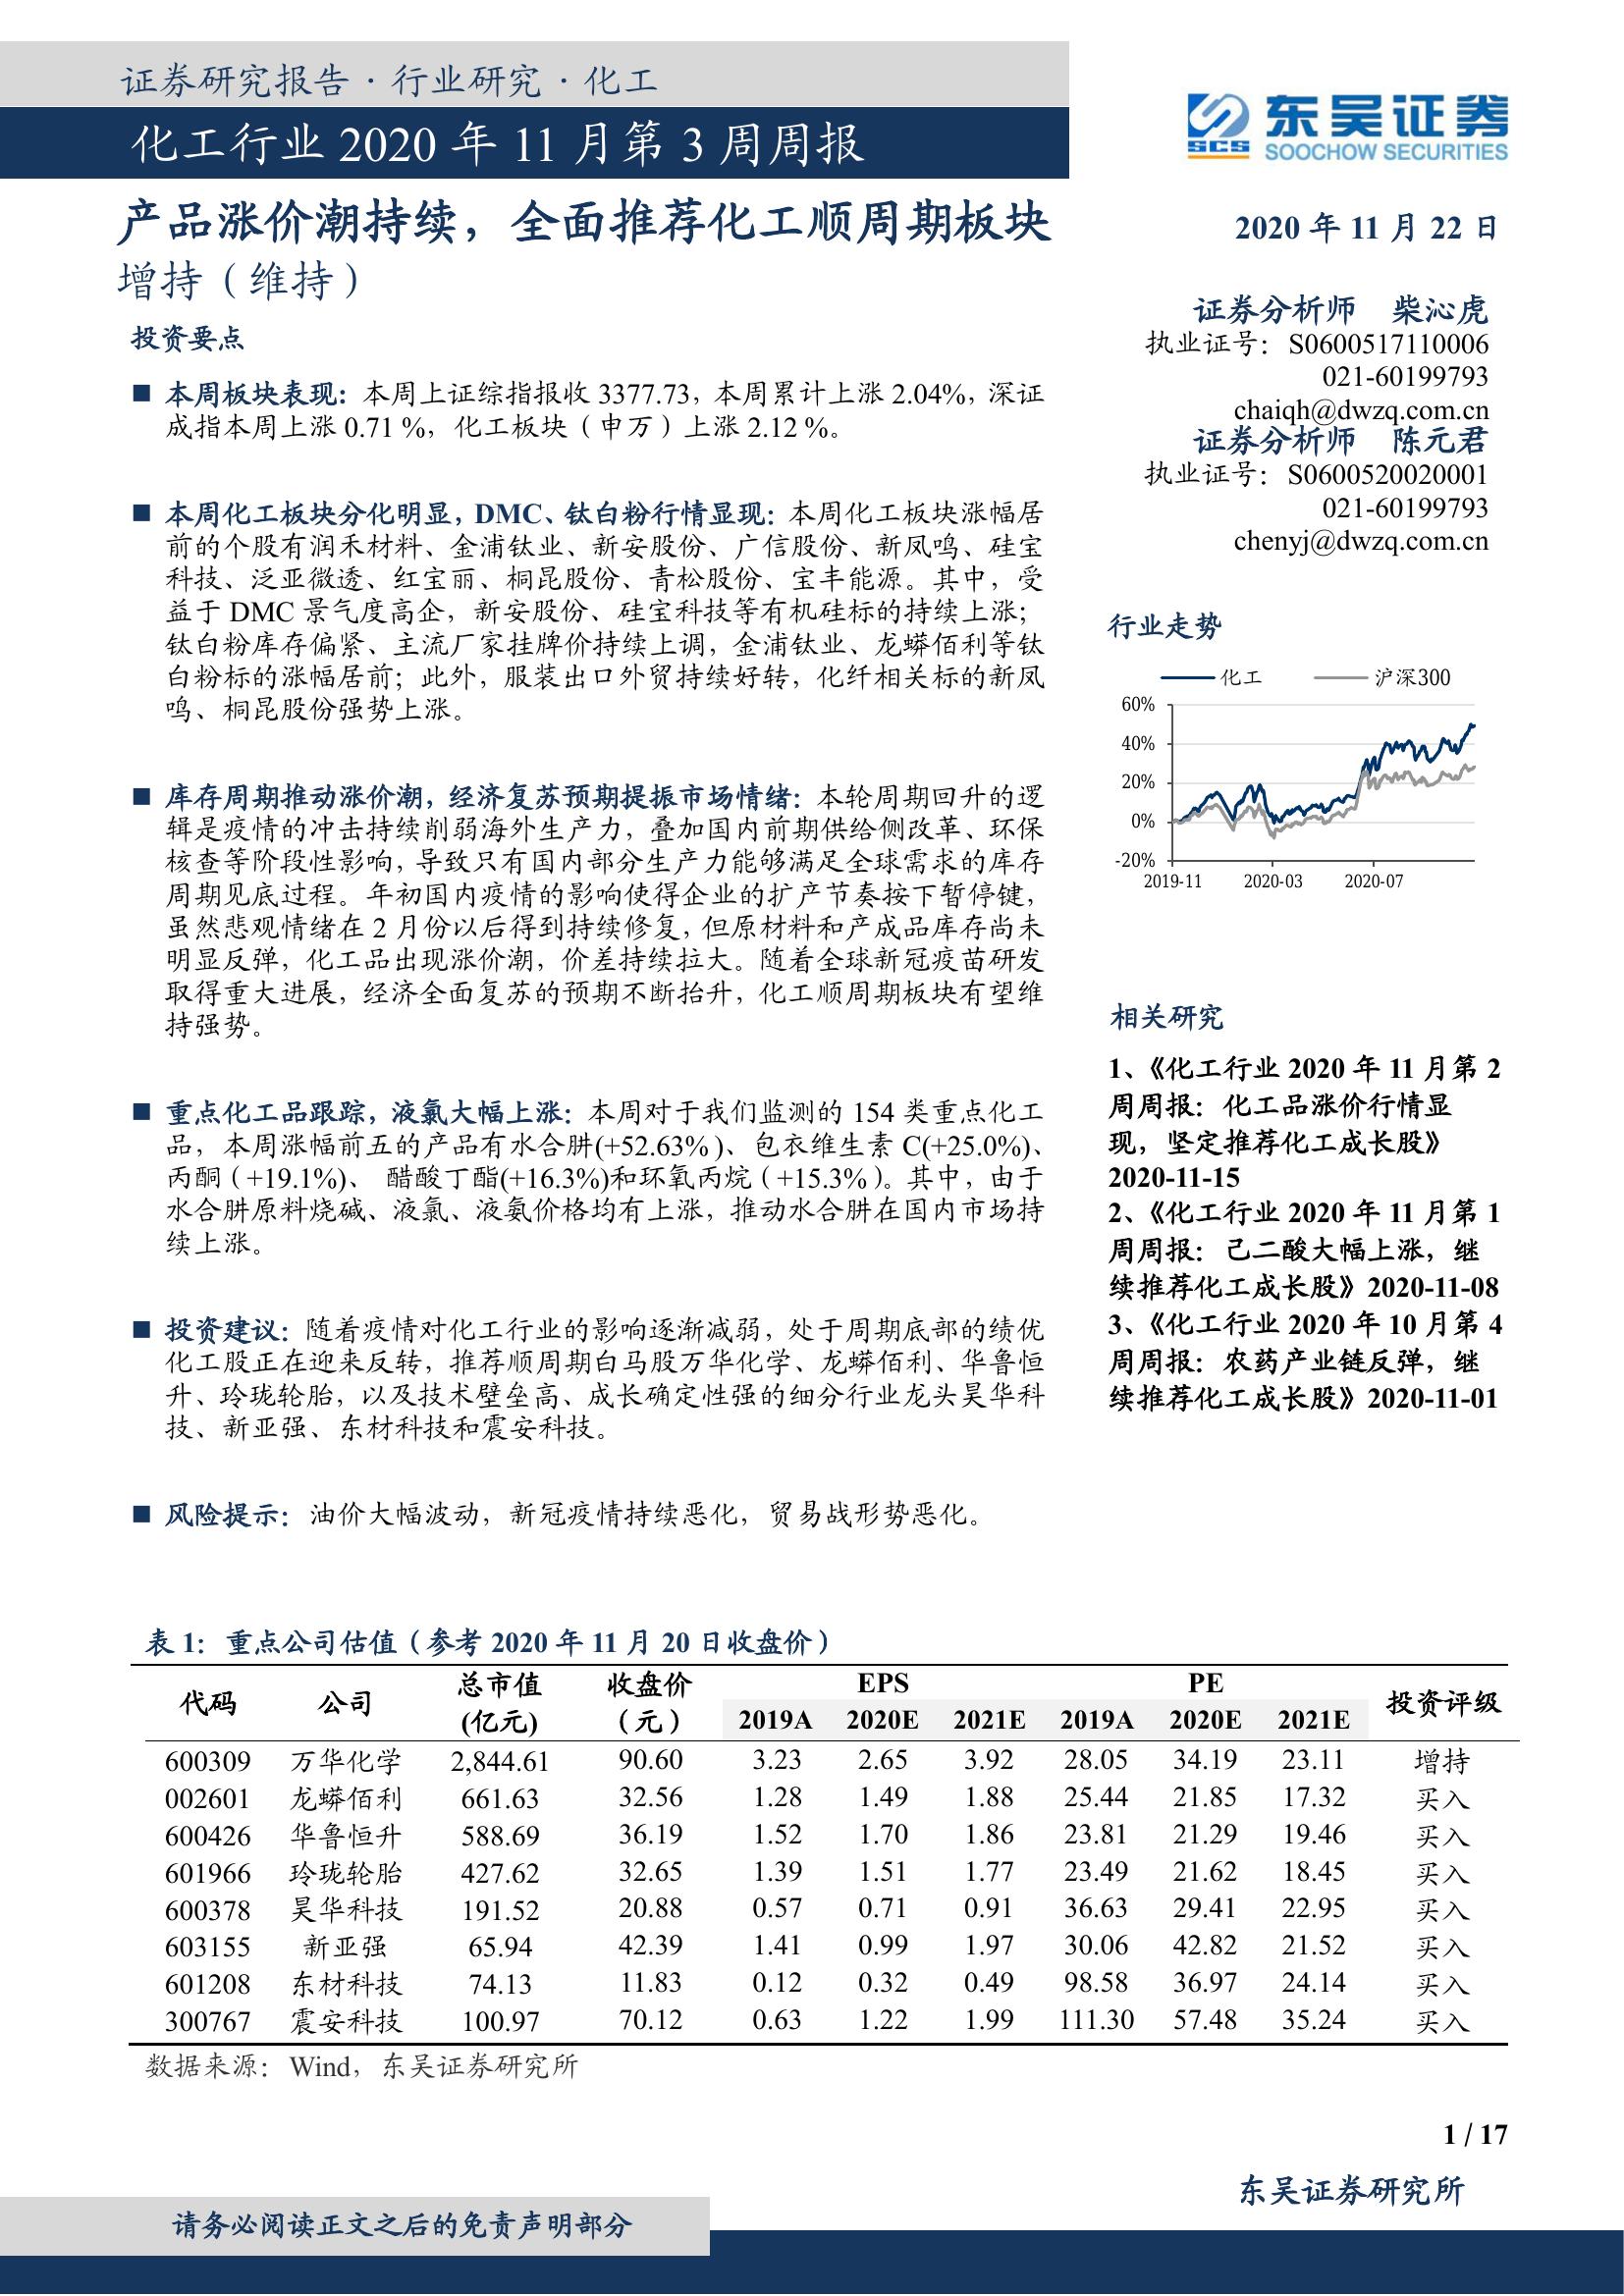 证券研究报告·行业研究·化工
化工行业 2020 年 11 月第 3 周周报
产品涨价潮持续，全面推荐化工顺周期板块
增持（维持）
投资要点
■ 本周板块表现：本周上证综指报收 3377.73，本周累计上涨 2.04%，深证
成指本周上涨 0.71 %，化工板块（申万）上涨 2.12 %。
■ 本周化工板块分化明显，DMC、钛白粉行情显现：本周化工板块涨幅居
前的个股有润禾材料、金浦钛业、新安股份、广信股份、新凤鸣、硅宝
科技、泛亚微透、红宝丽、桐昆股份、青松股份、宝丰能源。其中，受
益于 DMC 景气度高企，新安股份、硅宝科技等有机硅标的持续上涨；
钛白粉库存偏紧、主流厂家挂牌价持续上调，金浦钛业、龙蟒佰利等钛
白粉标的涨幅居前；此外，服装出口外贸持续好转，化纤相关标的新凤
鸣、桐昆股份强势上涨。
■ 库存周期推动涨价潮，经济复苏预期提振市场情绪：本轮周期回升的逻
辑是疫情的冲击持续削弱海外生产力，叠加国内前期供给侧改革、环保
核查等阶段性影响，导致只有国内部分生产力能够满足全球需求的库存
周期见底过程。年初国内疫情的影响使得企业的扩产节奏按下暂停键，
虽然悲观情绪在 2 月份以后得到持续修复，但原材料和产成品库存尚未
明显反弹，化工品出现涨价潮，价差持续拉大。随着全球新冠疫苗研发
取得重大进展，经济全面复苏的预期不断抬升，化工顺周期板块有望维
持强势。
■ 重点化工品跟踪，液氯大幅上涨：本周对于我们监测的 154 类重点化工
品，本周涨幅前五的产品有水合肼(+52.63%)、包衣维生素 C(+25.0%)、
丙酮（+19.1%）、 醋酸丁酯(+16.3%)和环氧丙烷（+15.3%）。其中，由于
水合肼原料烧碱、液氯、液氨价格均有上涨，推动水合肼在国内市场持
续上涨。
■ 投资建议：随着疫情对化工行业的影响逐渐减弱，处于周期底部的绩优
化工股正在迎来反转，推荐顺周期白马股万华化学、龙蟒佰利、华鲁恒
升、玲珑轮胎，以及技术壁垒高、成长确定性强的细分行业龙头昊华科
技、新亚强、东材科技和震安科技。
■ 风险提示：油价大幅波动，新冠疫情持续恶化，贸易战形势恶化。
SCS 东吴证券
SOOCHOW SECURITIES
2020 年 11 月 22 日
证券分析师 柴沁虎
执业证号：S0600517110006
021-60199793
chaiqh@dwzq.com.cn
证券分析师 陈元君
执业证号：S0600520020001
021-60199793
chenyj@dwzq.com.cn
行业走势
化工 沪深300
60%
40%
20%
0%
-20%
2019-11 2020-03 2020-07
相关研究
1、《化工行业 2020 年 11 月第 2
周周报：化工品涨价行情显
现，坚定推荐化工成长股》
2020-11-15
2、《化工行业 2020 年 11 月第 1
周周报：己二酸大幅上涨，继
续推荐化工成长股》2020-11-08
3、《化工行业 2020 年 10 月第 4
周周报：农药产业链反弹，继
续推荐化工成长股》2020-11-01
表 1：重点公司估值（参考 2020 年 11 月 20 日收盘价）
代码 公司 总市值 收盘价 EPS PE 投资评级
(亿元) （元） 2019A 2020E 2021E 2019A 2020E 2021E
600309 万华化学 2,844.61 90.60 3.23 2.65 3.92 28.05 34.19 23.11 增持
002601 龙蟒佰利 661.63 32.56 1.28 1.49 1.88 25.44 21.85 17.32 买入
600426 华鲁恒升 588.69 36.19 1.52 1.70 1.86 23.81 21.29 19.46 买入
601966 玲珑轮胎 427.62 32.65 1.39 1.51 1.77 23.49 21.62 18.45 买入
600378 昊华科技 191.52 20.88 0.57 0.71 0.91 36.63 29.41 22.95 买入
603155 新亚强 65.94 42.39 1.41 0.99 1.97 30.06 42.82 21.52 买入
601208 东材科技 74.13 11.83 0.12 0.32 0.49 98.58 36.97 24.14 买入
300767 震安科技 100.97 70.12 0.63 1.22 1.99 111.30 57.48 35.24 买入
数据来源：Wind，东吴证券研究所
1 / 17
东吴证券研究所
请务必阅读正文之后的免责声明部分